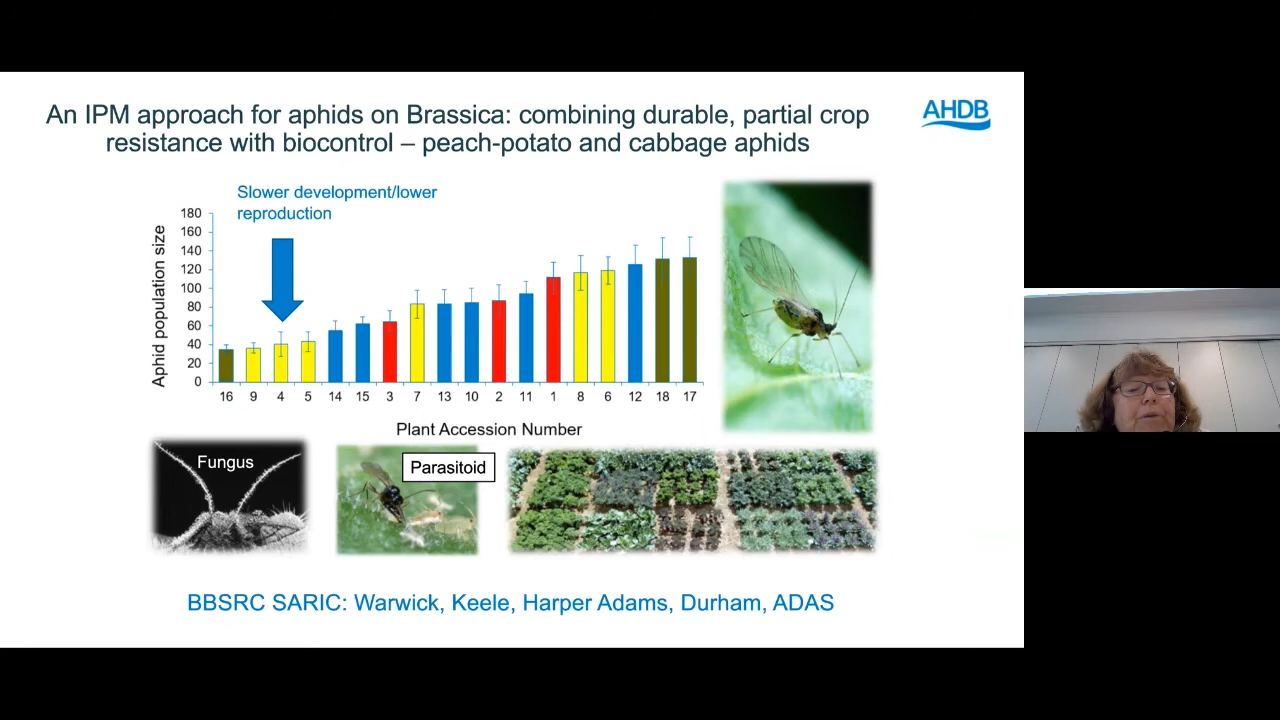 An IPM approach for aphids on Brassica: combining durable, partial crop
resistance with biocontrol – peach-potato and cabbage aphids
AHDB
Slower development/lower
reproduction
Aphid population size
180
160
140
120
100
80
60
40
20
0
16 9 4 5 14 15 3 7 13 10 2 11 1 8 6 12 18 17
Plant Accession Number
Fungus
Parasitoid
BBSRC SARIC: Warwick, Keele, Harper Adams, Durham, ADAS